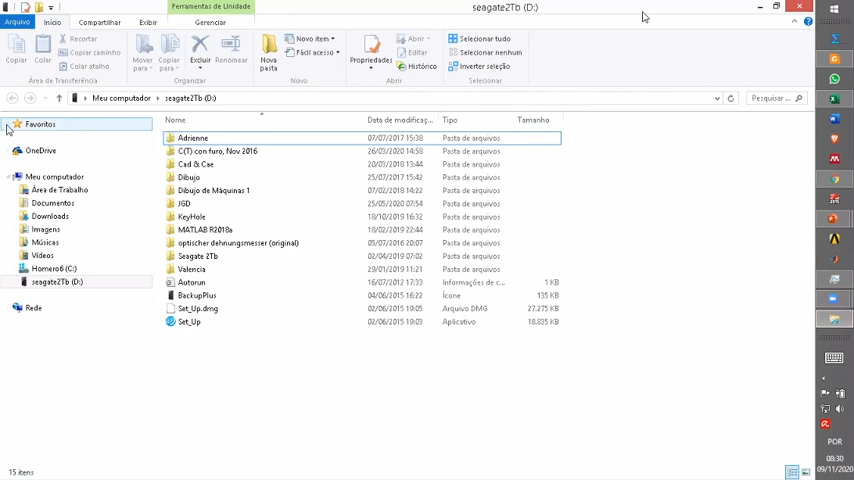 Ferramentas de Unidade
seagate2Tb (D:)
Arquivo Início Compartilhar Exibir Gerenciar
Copiar Colar
Recortar
Copiar caminho
Colar atalho
Área de Transferência
Mover para Copiar para Excluir Renomear
Organizar
Nova pasta
Novo item
Fácil acesso
Novo
Propriedades
Abrir
Editar
Histórico
Abrir
Selecionar tudo
Selecionar nenhum
Inverter seleção
Selecionar
Meu computador seagate2Tb (D:)
Pesquisar ...
Favoritos
OneDrive
Meu computador
Área de Trabalho
Documentos
Downloads
Imagens
Músicas
Vídeos
Homero6 (C:)
seagate2Tb (D:)
Rede
Nome Data de modificaç... Tipo Tamanho
Adrienne 07/07/2017 15:38 Pasta de arquivos
C(T) con furo, Nov 2016 26/03/2020 14:58 Pasta de arquivos
Cad & Cae 20/03/2018 13:44 Pasta de arquivos
Dibujo 25/07/2017 15:42 Pasta de arquivos
Dibujo de Máquinas 1 07/02/2018 14:22 Pasta de arquivos
JGD 25/05/2020 07:54 Pasta de arquivos
KeyHole 18/10/2019 16:32 Pasta de arquivos
MATLAB R2018a 18/02/2019 22:44 Pasta de arquivos
optischer dehnungsmesser (original) 05/07/2016 20:07 Pasta de arquivos
Seagate 2Tb 02/04/2019 07:02 Pasta de arquivos
Valencia 29/01/2019 11:21 Pasta de arquivos
Autorun 16/07/2012 17:33 Informações de c... 1 KB
BackupPlus 04/06/2015 16:22 Ícone 135 KB
Set_Up.dmg 02/06/2015 19:05 Arquivo DMG 27.275 KB
Set_Up 02/06/2015 19:03 Aplicativo 18.835 KB
15 itens
POR
08:30
09/11/2020